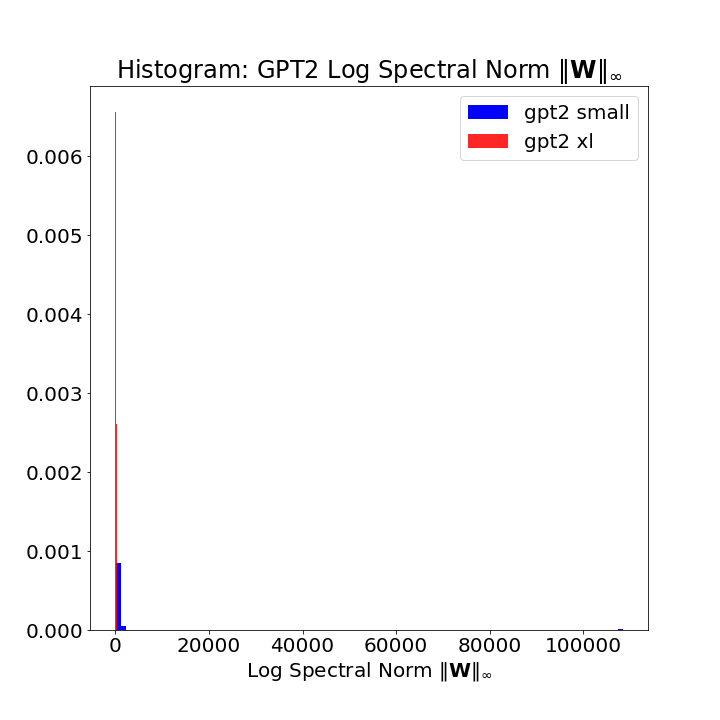 Histogram: GPT2 Log Spectral Norm ‖W‖∞
gpt2 small
gpt2 xl
0.006
0.005
0.004
0.003
0.002
0.001
0.000
0 20000 40000 60000 80000 100000
Log Spectral Norm ‖W‖∞